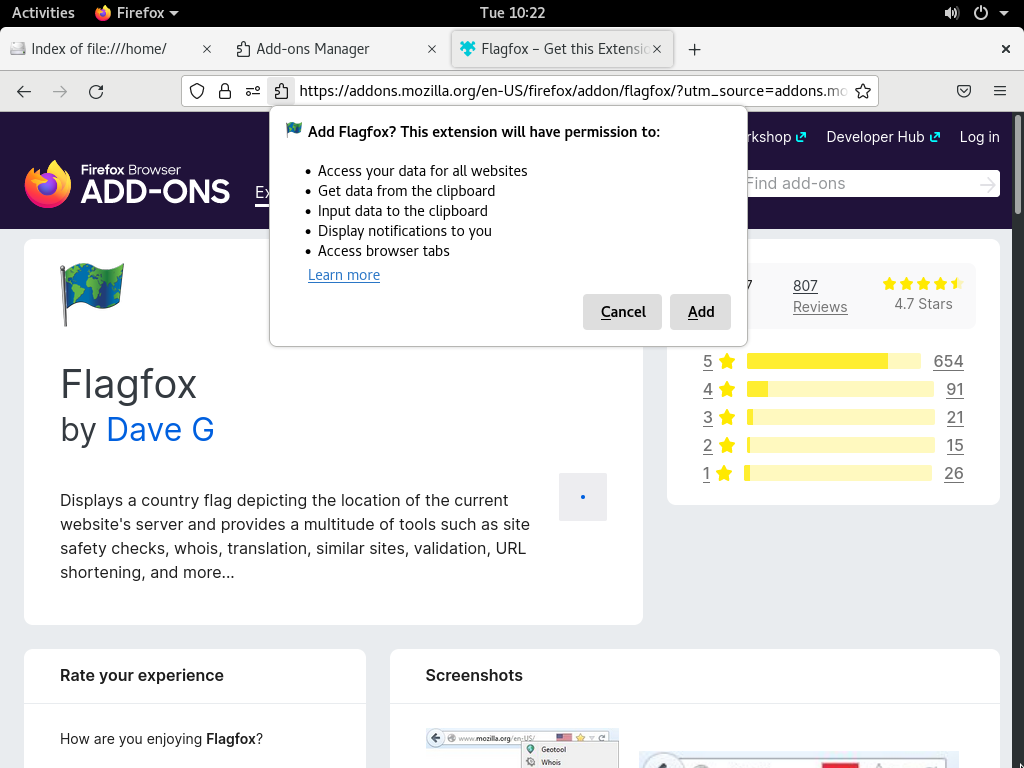 Activities
Firefox
Tue 10:22
Index of file:///home/
Add-ons Manager
Flagfox – Get this Extensio
https://addons.mozilla.org/en-US/firefox/addon/flagfox/?utm_source=addons.mo
Add Flagfox? This extension will have permission to:
• Access your data for all websites
• Get data from the clipboard
• Input data to the clipboard
• Display notifications to you
• Access browser tabs
Learn more
Cancel
Add
rkshop
Developer Hub
Log in
Firefox Browser
ADD-ONS
Ex
Find add-ons
Flagfox
by Dave G
Displays a country flag depicting the location of the current
website's server and provides a multitude of tools such as site
safety checks, whois, translation, similar sites, validation, URL
shortening, and more...
7
807
Reviews
4.7 Stars
5 654
4 91
3 21
2 15
1 26
Rate your experience
How are you enjoying Flagfox?
Screenshots
www.mozilla.org/en-US/
Geotool
Whois